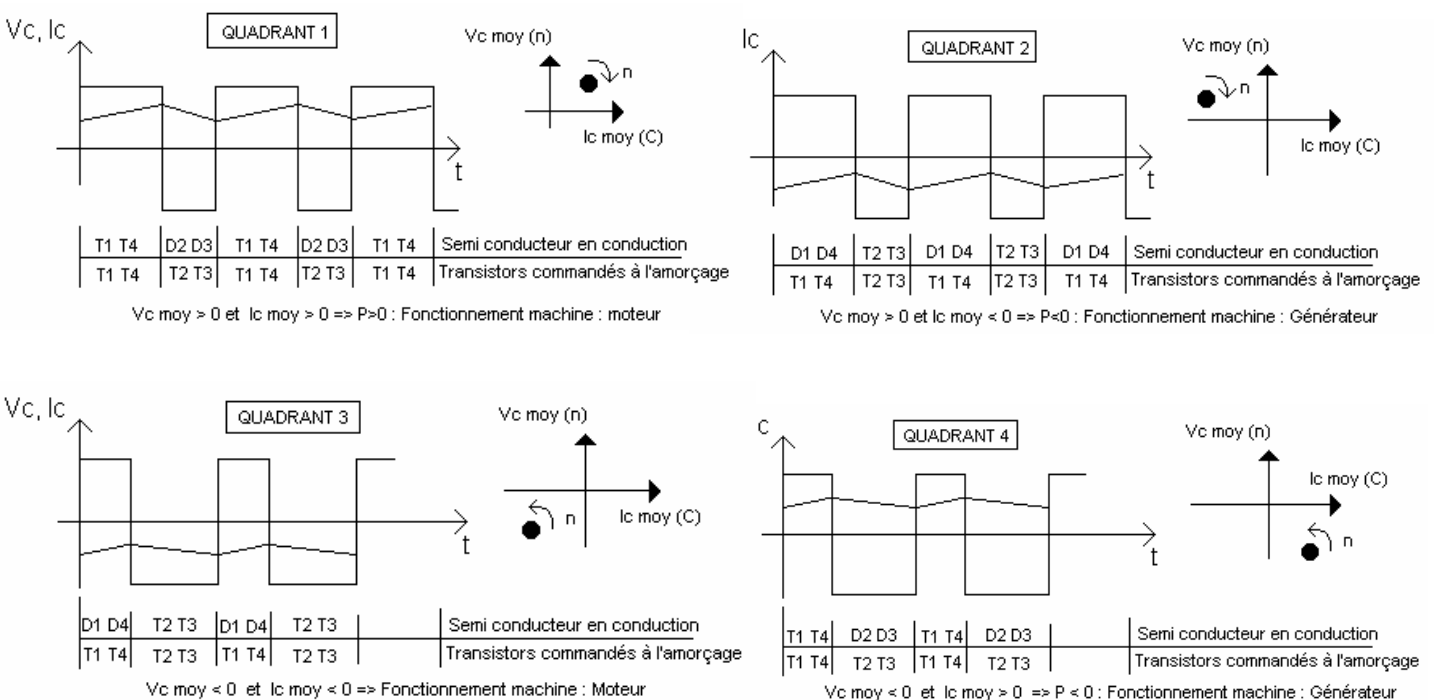 Vc, Ic
QUADRANT 1
Vc moy (n)
n
Ic moy (C)
t
T1 T4 D2 D3 T1 T4 D2 D3 T1 T4 Semi conducteur en conduction
T1 T4 T2 T3 T1 T4 T2 T3 T1 T4 Transistors commandés à l'amorçage
Vc moy > 0 et Ic moy > 0 => P>0 : Fonctionnement machine : moteur
Ic
QUADRANT 2
Vc moy (n)
n
Ic moy (C)
t
D1 D4 T2 T3 D1 D4 T2 T3 D1 D4 Semi conducteur en conduction
T1 T4 T2 T3 T1 T4 T2 T3 T1 T4 Transistors commandés à l'amorçage
Vc moy > 0 et Ic moy < 0 => P<0 : Fonctionnement machine : Générateur
Vc, Ic
QUADRANT 3
Vc moy (n)
n
Ic moy (C)
t
D1 D4 T2 T3 D1 D4 T2 T3 Semi conducteur en conduction
T1 T4 T2 T3 T1 T4 T2 T3 Transistors commandés à l'amorçage
Vc moy < 0 et Ic moy < 0 => Fonctionnement machine : Moteur
c
QUADRANT 4
Vc moy (n)
Ic moy (C)
n
t
T1 T4 D2 D3 T1 T4 D2 D3 Semi conducteur en conduction
T1 T4 T2 T3 T1 T4 T2 T3 Transistors commandés à l'amorçage
Vc moy < 0 et Ic moy > 0 => P < 0 : Fonctionnement machine : Générateur